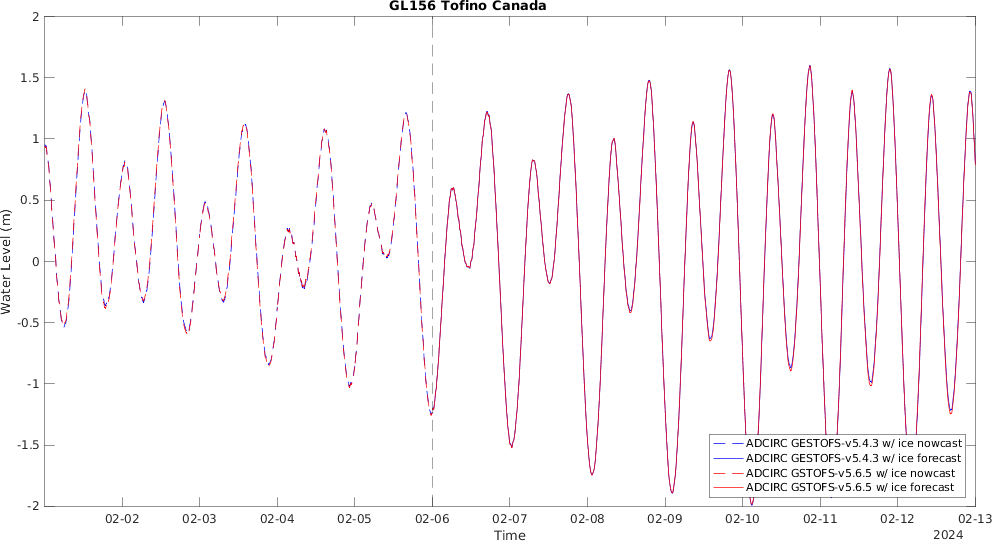 GL156 Tofino Canada
2
1.5
1
0.5
0
-0.5
-1
-1.5
-2
Water Level (m)
ADCIRC GESTOFS-v5.4.3 w/ ice nowcast
ADCIRC GESTOFS-v5.4.3 w/ ice forecast
ADCIRC GSTOFS-v5.6.5 w/ ice nowcast
ADCIRC GSTOFS-v5.6.5 w/ ice forecast
02-02 02-03 02-04 02-05 02-06 02-07 02-08 02-09 02-10 02-11 02-12 02-13
Time
2024